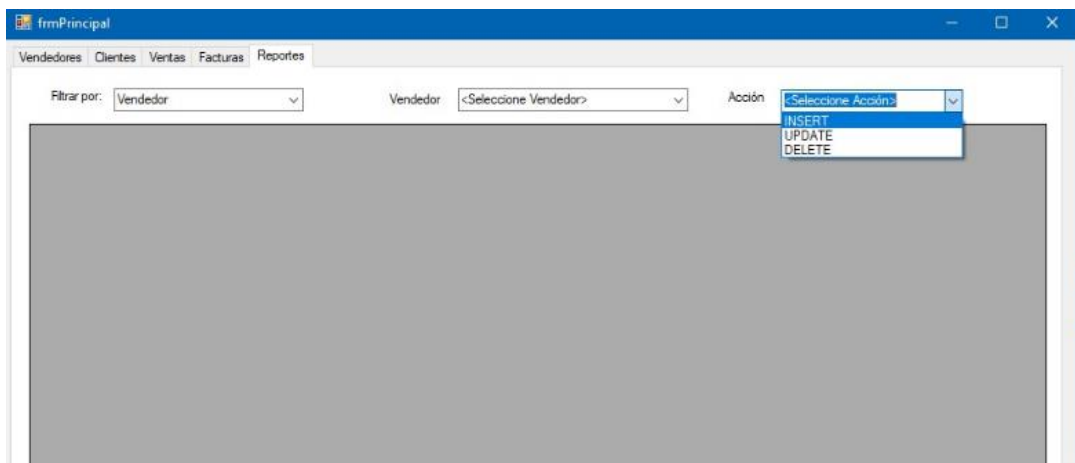 frmPrincipal
Vendedores Clientes Ventas Facturas Reportes
Filtrar por: Vendedor Vendedor <Seleccione Vendedor> Acción <Seleccione Acción>
INSERT
UPDATE
DELETE